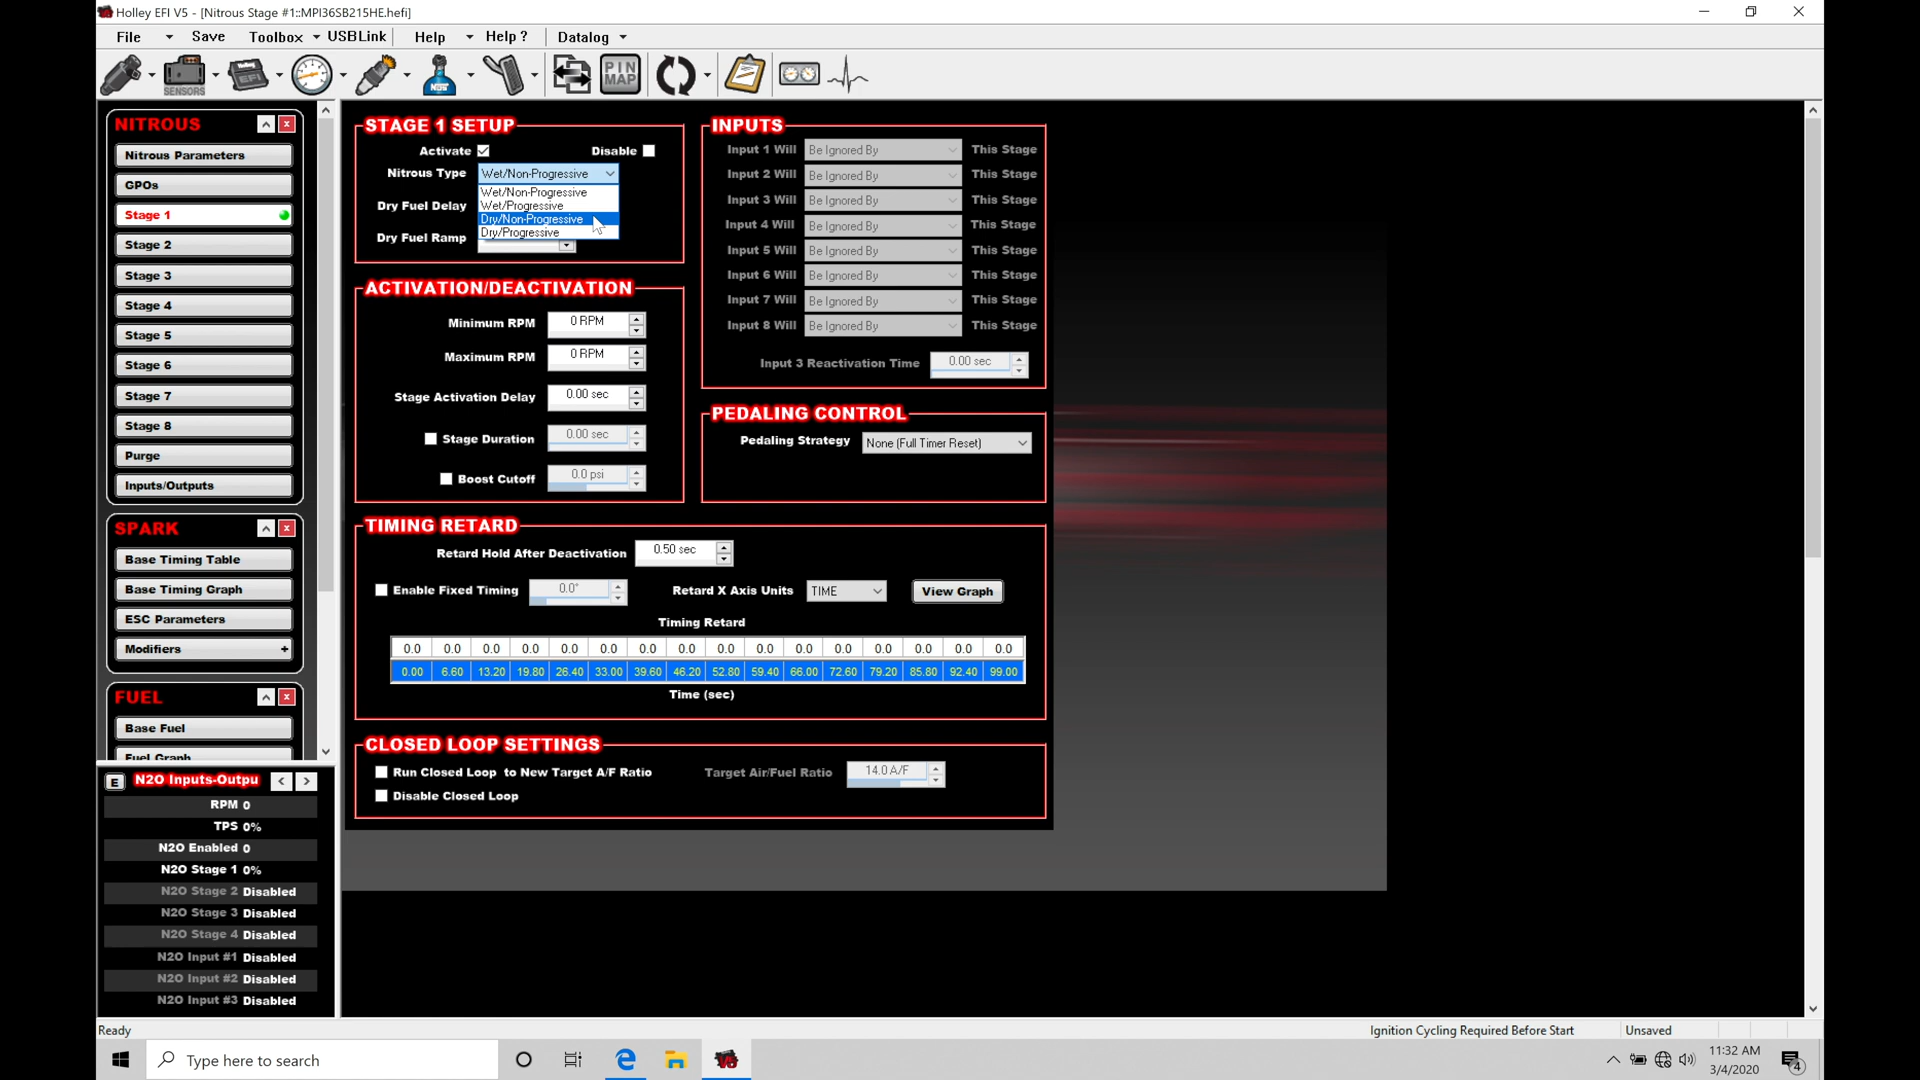 Holley EFI V5 - [Nitrous Stage #1::MPI36SB215HE.hefi]
File Save Toolbox USBLink Help Help ? Datalog
SENSORS
NOS
PIN MAP
NITROUS
Nitrous Parameters
GPOs
Stage 1
Stage 2
Stage 3
Stage 4
Stage 5
Stage 6
Stage 7
Stage 8
Purge
Inputs/Outputs
SPARK
Base Timing Table
Base Timing Graph
ESC Parameters
Modifiers +
FUEL
Base Fuel
Fuel Graph
E N2O Inputs-Outpu < >
RPM 0
TPS 0%
N2O Enabled 0
N2O Stage 1 0%
N2O Stage 2 Disabled
N2O Stage 3 Disabled
N2O Stage 4 Disabled
N2O Input #1 Disabled
N2O Input #2 Disabled
N2O Input #3 Disabled
STAGE 1 SETUP
Activate Disable
Nitrous Type Wet/Non-Progressive
Wet/Non-Progressive
Wet/Progressive
Dry/Non-Progressive
Dry/Progressive
Dry Fuel Delay
Dry Fuel Ramp
ACTIVATION/DEACTIVATION
Minimum RPM 0 RPM
Maximum RPM 0 RPM
Stage Activation Delay 0.00 sec
Stage Duration 0.00 sec
Boost Cutoff 0.0 psi
INPUTS
Input 1 Will Be Ignored By This Stage
Input 2 Will Be Ignored By This Stage
Input 3 Will Be Ignored By This Stage
Input 4 Will Be Ignored By This Stage
Input 5 Will Be Ignored By This Stage
Input 6 Will Be Ignored By This Stage
Input 7 Will Be Ignored By This Stage
Input 8 Will Be Ignored By This Stage
Input 3 Reactivation Time 0.00 sec
PEDALING CONTROL
Pedaling Strategy None (Full Timer Reset)
TIMING RETARD
Retard Hold After Deactivation 0.50 sec
Enable Fixed Timing 0.0° Retard X Axis Units TIME View Graph
Timing Retard
0.0 0.0 0.0 0.0 0.0 0.0 0.0 0.0 0.0 0.0 0.0 0.0 0.0 0.0 0.0 0.0
0.00 6.60 13.20 19.80 26.40 33.00 39.60 46.20 52.80 59.40 66.00 72.60 79.20 85.80 92.40 99.00
Time (sec)
CLOSED LOOP SETTINGS
Run Closed Loop to New Target A/F Ratio Target Air/Fuel Ratio 14.0 A/F
Disable Closed Loop
Ready Ignition Cycling Required Before Start Unsaved
Type here to search
11:32 AM
3/4/2020
4